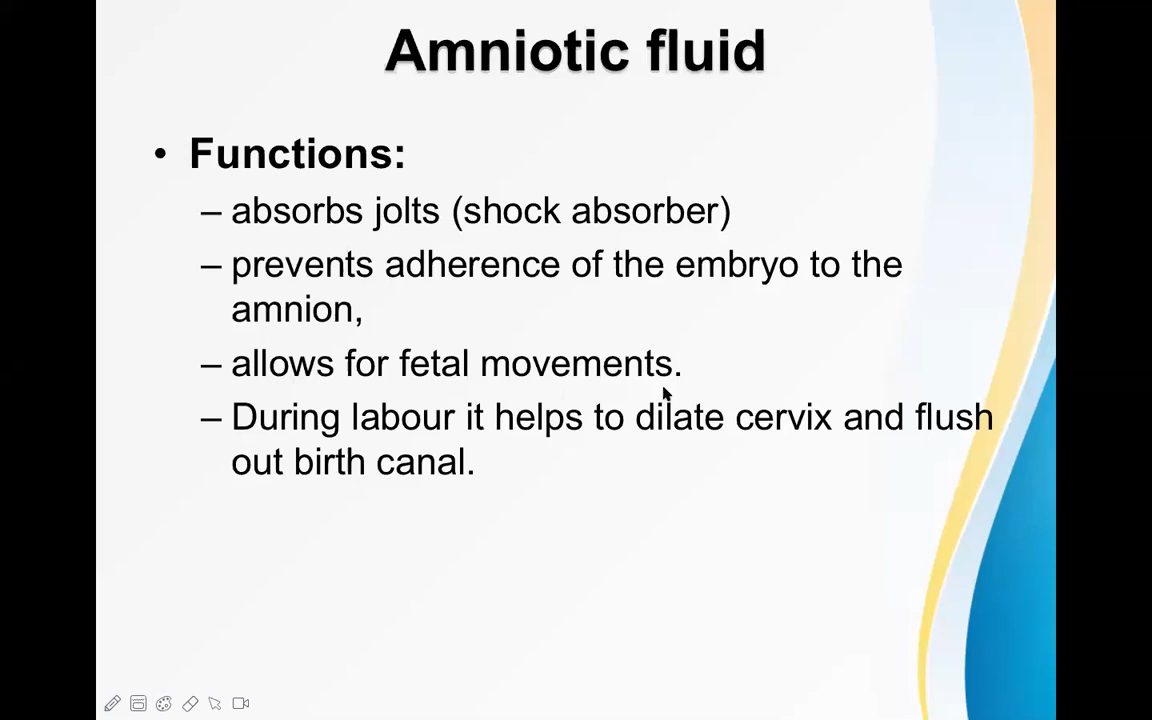 Amniotic fluid
• Functions:
– absorbs jolts (shock absorber)
– prevents adherence of the embryo to the
amnion,
– allows for fetal movements.
– During labour it helps to dilate cervix and flush
out birth canal.